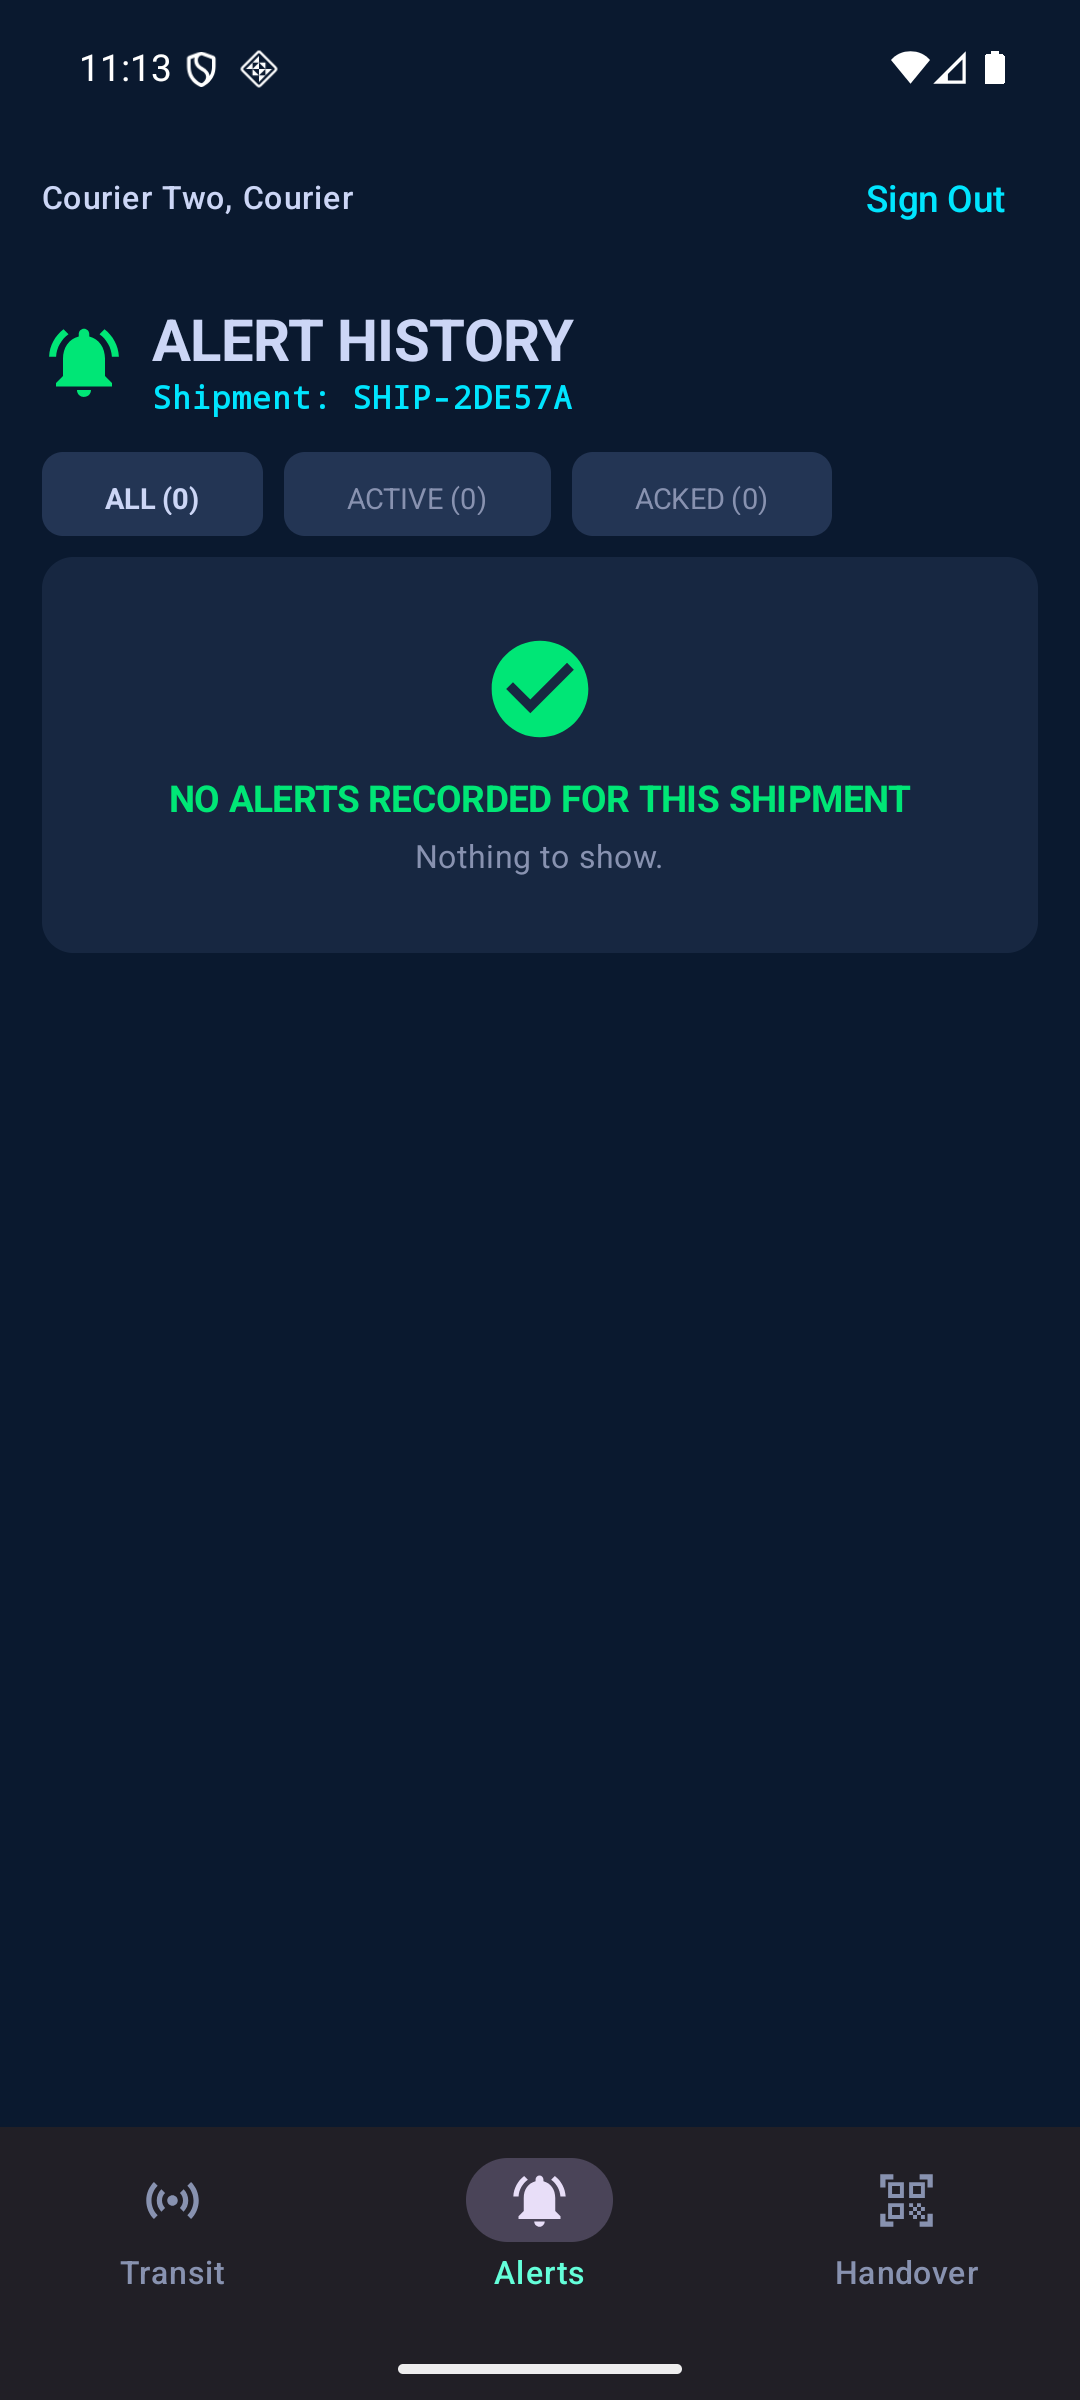 11:13
Courier Two, Courier
Sign Out
ALERT HISTORY
Shipment: SHIP-2DE57A
ALL (0)
ACTIVE (0)
ACKED (0)
NO ALERTS RECORDED FOR THIS SHIPMENT
Nothing to show.
Transit
Alerts
Handover